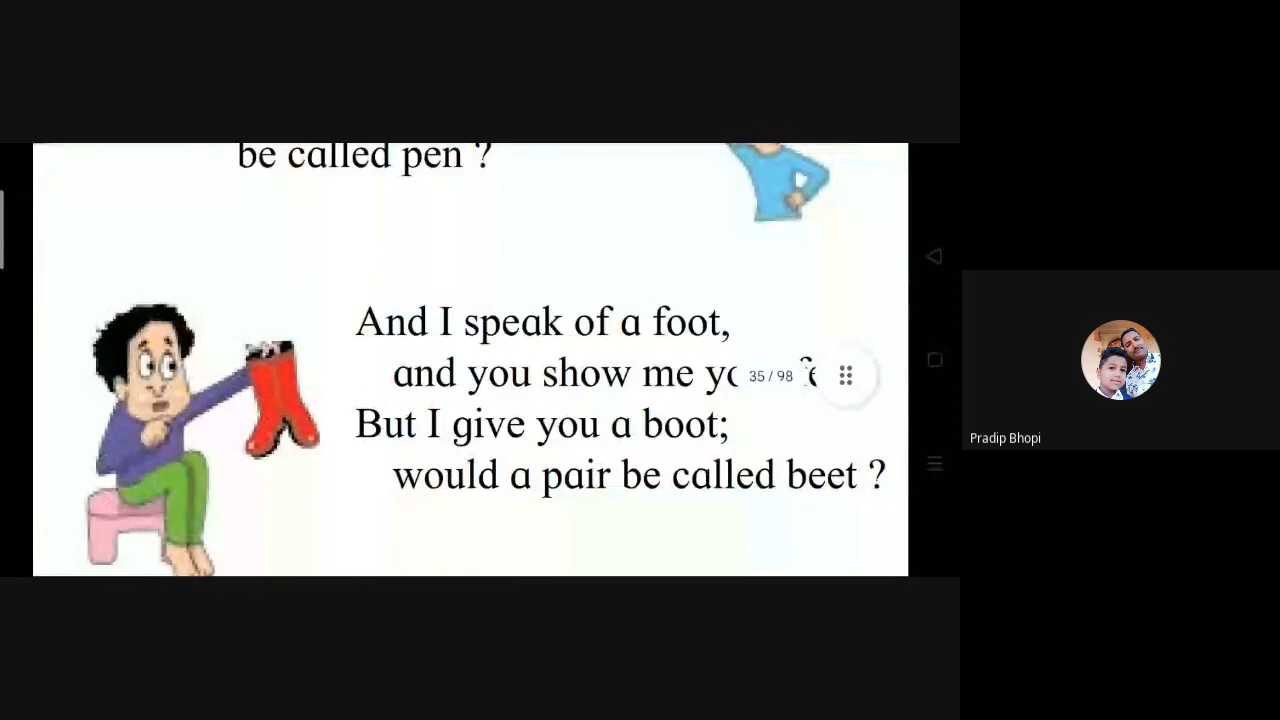 be called pen ?
And I speak of a foot,
and you show me
35 / 98
But I give you a boot;
would a pair be called beet ?
Pradip Bhopi